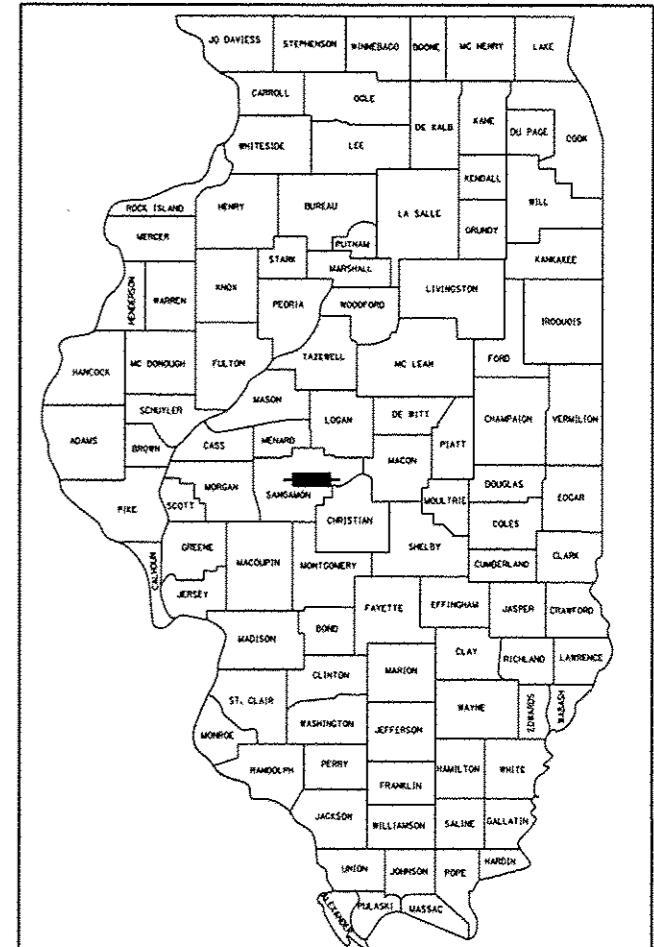 JO DAVIESS
STEPHENSON
WINNEBAGO
BOONE
MC HENRY
LAKE
CARROLL
OGLE
DE KALB
KANE
DU PAGE
COOK
WHITESIDE
LEE
KENDALL
WILL
ROCK ISLAND
HENRY
BUREAU
LA SALLE
GRUNDY
MERCER
PUTNAM
STARK
MARSHALL
KANKAKEE
HENDERSON
WARREN
KNOX
PEORIA
WOODFORD
LIVINGSTON
IROQUOIS
HANCOCK
MC DONOUGH
FULTON
TAZEWELL
MC LEAN
FORD
MASON
SCHUYLER
LOGAN
DE WITT
CHAMPAIGN
VERMILION
ADAMS
BROWN
CASS
MENARD
MACON
PIATT
PIKE
SCOTT
MORGAN
SANGAMON
CHRISTIAN
MOULTRIE
DOUGLAS
EDGAR
COLES
CALHOUN
GREENE
MACOUPIN
MONTGOMERY
SHELBY
CUMBERLAND
CLARK
JERSEY
FAYETTE
EFFINGHAM
JASPER
CRAWFORD
MADISON
BOND
CLAY
RICHLAND
LAWRENCE
CLINTON
MARION
ST. CLAIR
WAYNE
EDWARDS
WABASH
WASHINGTON
JEFFERSON
MONROE
RANDOLPH
PERRY
HAMILTON
WHITE
FRANKLIN
JACKSON
WILLIAMSON
SALINE
GALLATIN
UNION
JOHNSON
POPE
HARDIN
ALEXANDER
PULASKI
MASSAC